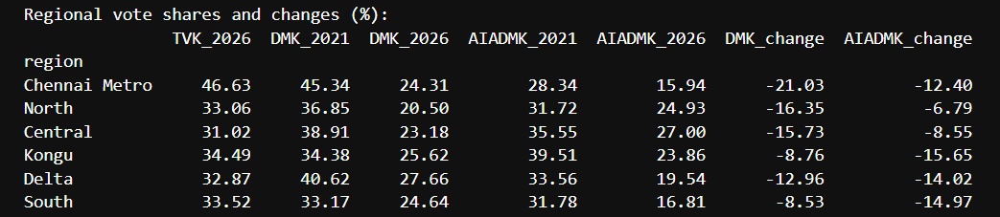 Regional vote shares and changes (%):
TVK_2026 DMK_2021 DMK_2026 AIADMK_2021 AIADMK_2026 DMK_change AIADMK_change
region
Chennai Metro 46.63 45.34 24.31 28.34 15.94 -21.03 -12.40
North 33.06 36.85 20.50 31.72 24.93 -16.35 -6.79
Central 31.02 38.91 23.18 35.55 27.00 -15.73 -8.55
Kongu 34.49 34.38 25.62 39.51 23.86 -8.76 -15.65
Delta 32.87 40.62 27.66 33.56 19.54 -12.96 -14.02
South 33.52 33.17 24.64 31.78 16.81 -8.53 -14.97